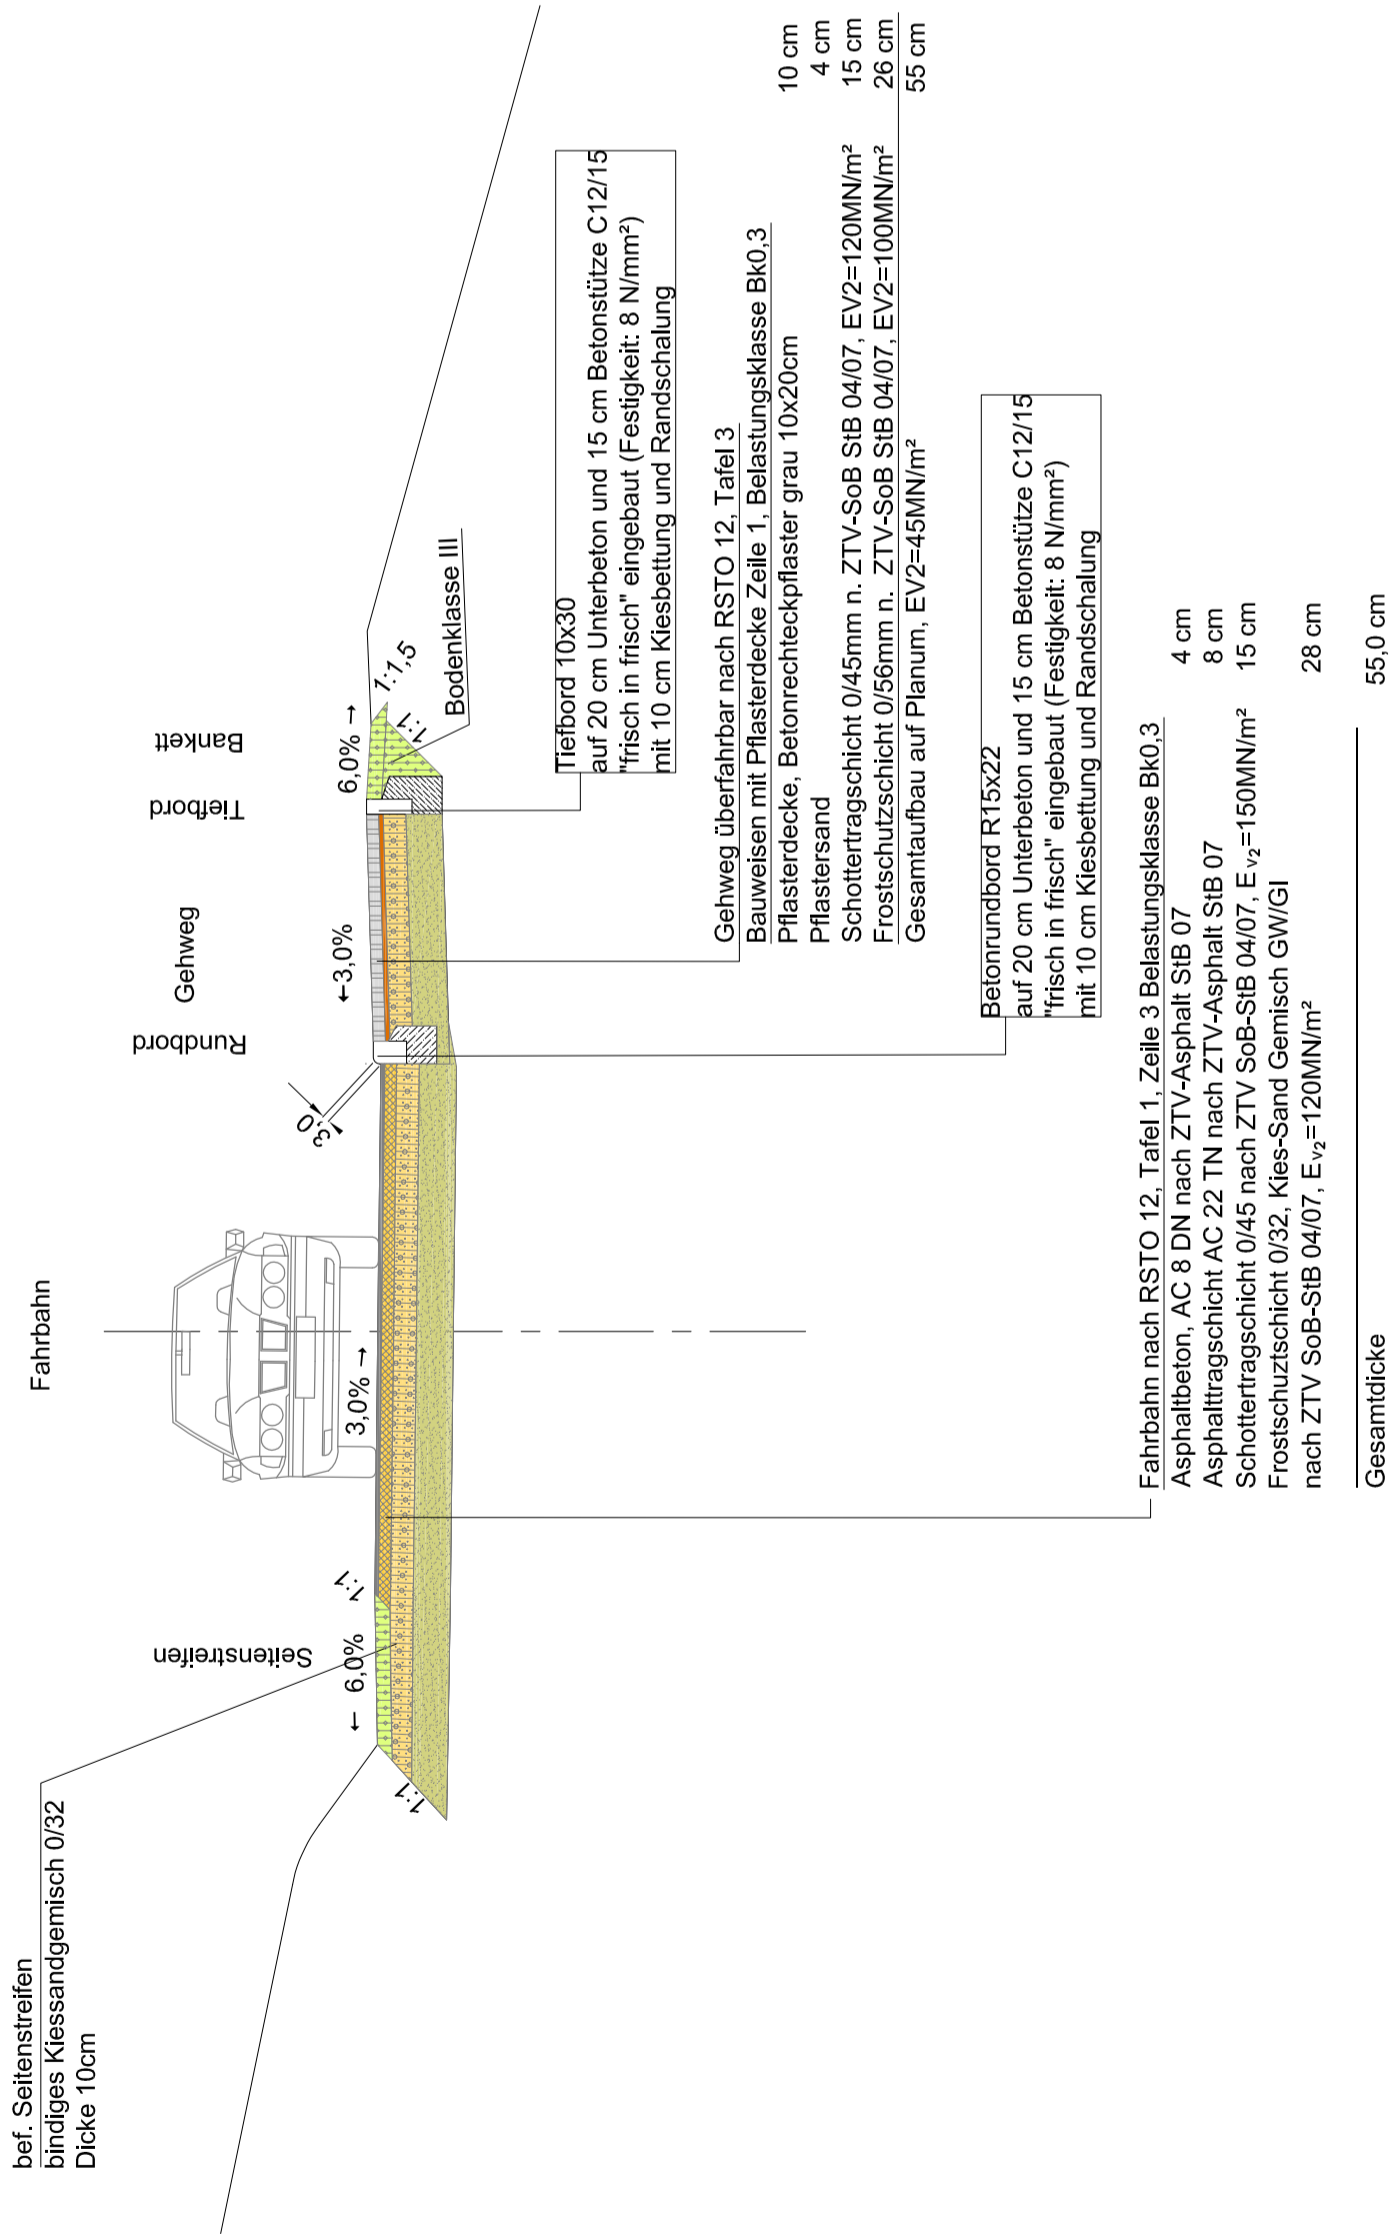 bef. Seitenstreifen
bindiges Kiessandgemisch 0/32
Dicke 10cm
Fahrbahn
Seitenstreifen
Rundbord
Gehweg
Tiefbord
Bankett
← 6,0%
1:1
1:1
3,0% →
3,0
←3,0%
6,0% →
1:1,5
1:1
Bodenklasse III
Tiefbord 10x30
auf 20 cm Unterbeton und 15 cm Betonstütze C12/15
"frisch in frisch" eingebaut (Festigkeit: 8 N/mm²)
mit 10 cm Kiesbettung und Randschalung
Gehweg überfahrbar nach RSTO 12, Tafel 3
Bauweisen mit Pflasterdecke Zeile 1, Belastungsklasse Bk0,3
Pflasterdecke, Betonrechteckpflaster grau 10x20cm 10 cm
Pflastersand 4 cm
Schottertragschicht 0/45mm n. ZTV-SoB StB 04/07, EV2=120MN/m² 15 cm
Frostschutzschicht 0/56mm n. ZTV-SoB StB 04/07, EV2=100MN/m² 26 cm
Gesamtaufbau auf Planum, EV2=45MN/m² 55 cm
Betonrundbord R15x22
auf 20 cm Unterbeton und 15 cm Betonstütze C12/15
"frisch in frisch" eingebaut (Festigkeit: 8 N/mm²)
mit 10 cm Kiesbettung und Randschalung
Fahrbahn nach RSTO 12, Tafel 1, Zeile 3 Belastungsklasse Bk0,3
Asphaltbeton, AC 8 DN nach ZTV-Asphalt StB 07 4 cm
Asphalttragschicht AC 22 TN nach ZTV-Asphalt StB 07 8 cm
Schottertragschicht 0/45 nach ZTV SoB-StB 04/07, Ev₂=150MN/m² 15 cm
Frostschuztschicht 0/32, Kies-Sand Gemisch GW/GI
nach ZTV SoB-StB 04/07, Ev₂=120MN/m² 28 cm
Gesamtdicke 55,0 cm